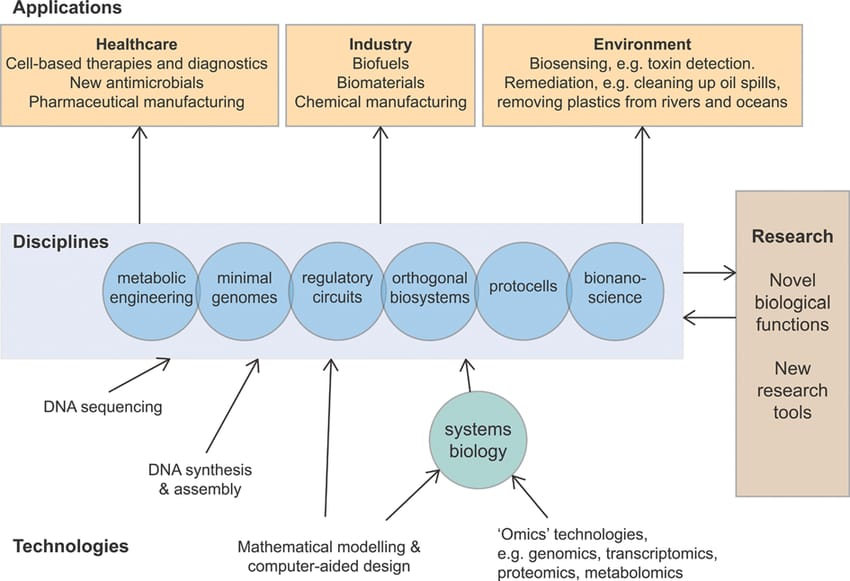 Applications
Healthcare
Cell-based therapies and diagnostics
New antimicrobials
Pharmaceutical manufacturing
Industry
Biofuels
Biomaterials
Chemical manufacturing
Environment
Biosensing, e.g. toxin detection.
Remediation, e.g. cleaning up oil spills,
removing plastics from rivers and oceans
Disciplines
metabolic
engineering
minimal
genomes
regulatory
circuits
orthogonal
biosystems
protocells
bionano-
science
Research
Novel
biological
functions
New
research
tools
DNA sequencing
DNA synthesis
& assembly
systems
biology
Technologies
Mathematical modelling &
computer-aided design
‘Omics’ technologies,
e.g. genomics, transcriptomics,
proteomics, metabolomics